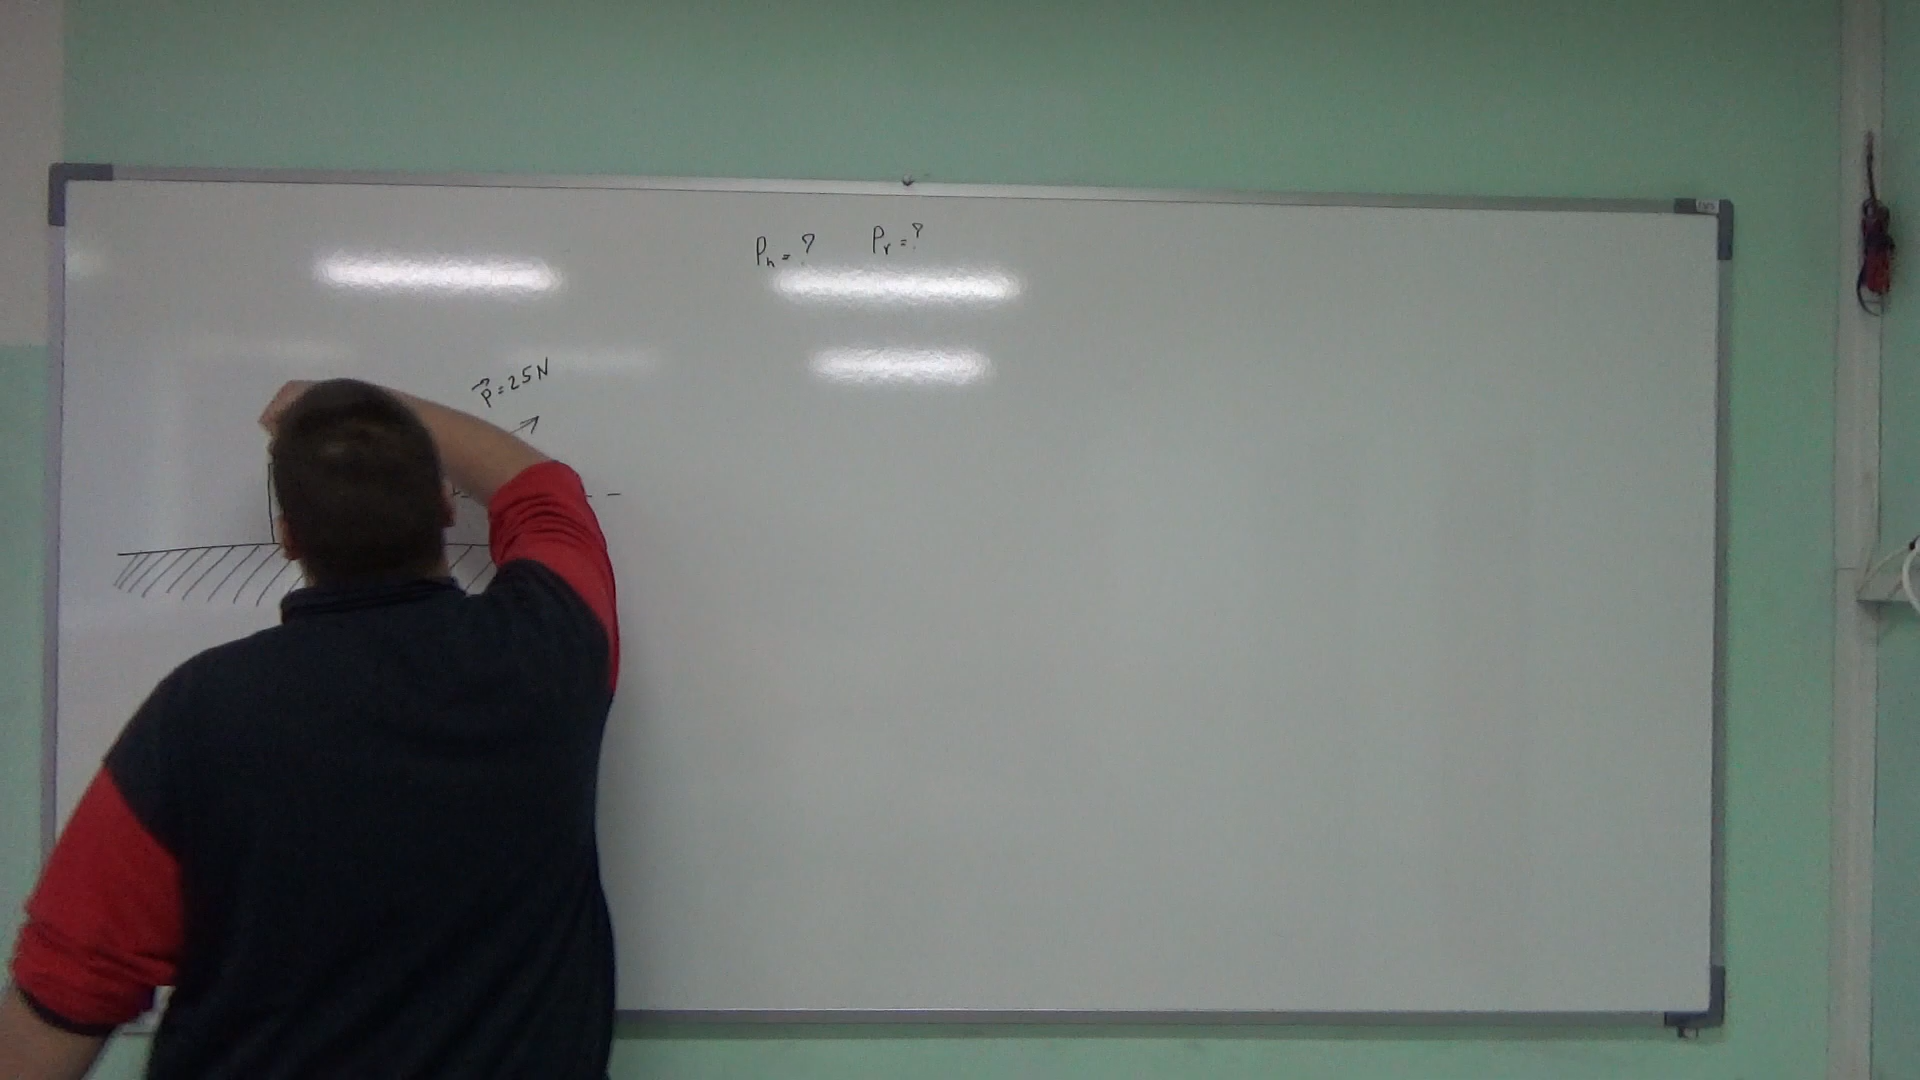 Pₕ = ? Pᵥ = ?
P⃗ = 25 N